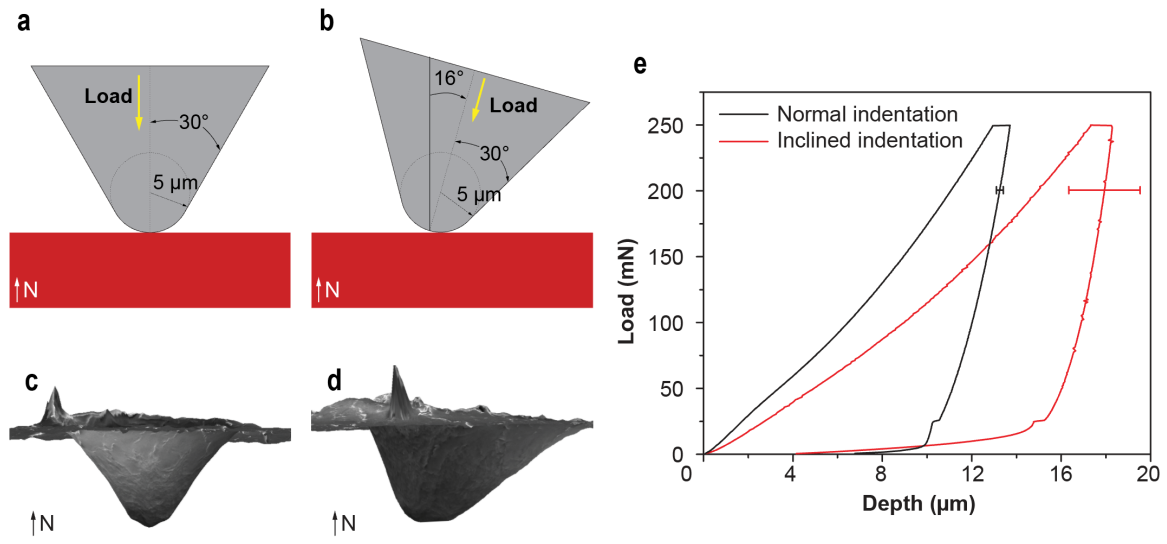 a
Load
30°
5 μm
N
b
16°
Load
30°
5 μm
N
c
N
d
N
e
Normal indentation
Inclined indentation
Load (mN)
250
200
150
100
50
0
0
4
8
12
16
20
Depth (μm)